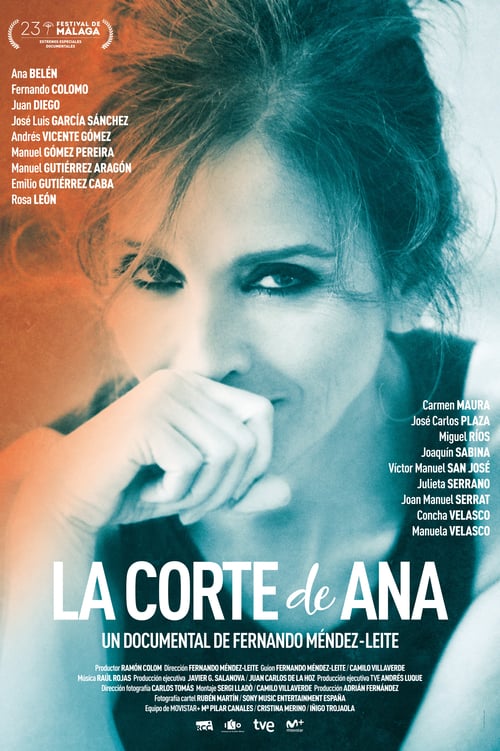 23 FESTIVAL DE
MÁLAGA
ESTRENOS ESPECIALES
DOCUMENTALES
Ana BELÉN
Fernando COLOMO
Juan DIEGO
José Luis GARCÍA SÁNCHEZ
Andrés VICENTE GÓMEZ
Manuel GÓMEZ PEREIRA
Manuel GUTIÉRREZ ARAGÓN
Emilio GUTIÉRREZ CABA
Rosa LEÓN
Carmen MAURA
José Carlos PLAZA
Miguel RÍOS
Joaquín SABINA
Víctor Manuel SAN JOSÉ
Julieta SERRANO
Joan Manuel SERRAT
Concha VELASCO
Manuela VELASCO
LA CORTE de ANA
UN DOCUMENTAL DE FERNANDO MÉNDEZ-LEITE
Productor RAMÓN COLOM Dirección FERNANDO MÉNDEZ-LEITE Guion FERNANDO MÉNDEZ-LEITE / CAMILO VILLAVERDE
Música RAÚL ROJAS Producción ejecutiva JAVIER G. SALANOVA / JUAN CARLOS DE LA HOZ Producción ejecutiva TVE ANDRÉS LUQUE
Dirección fotografía CARLOS TOMÁS Montaje SERGI LLADÓ / CAMILO VILLAVERDE Producción ADRIÁN FERNÁNDEZ
Fotografía cartel RUBÉN MARTÍN / SONY MUSIC ENTERTAINMENT ESPAÑA
Equipo de MOVISTAR+ Mª PILAR CANALES / CRISTINA MERINO / IÑIGO TROJAOLA
tve M+